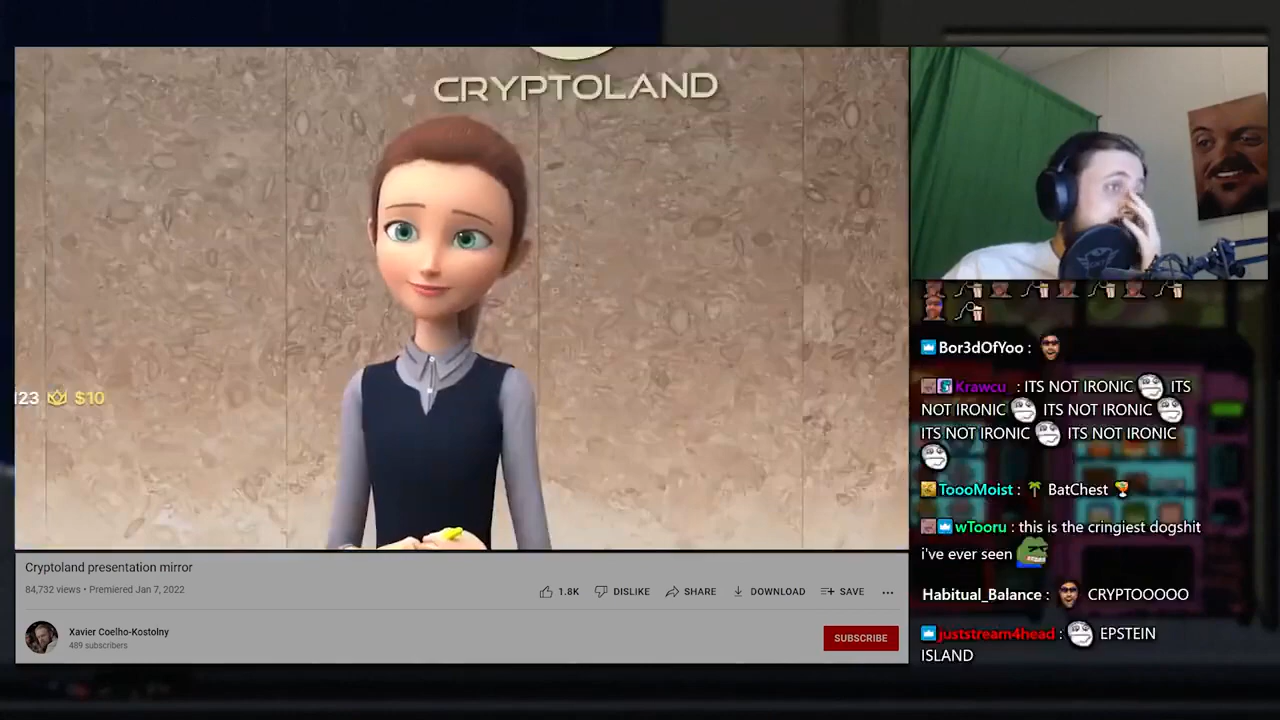 CRYPTOLAND
123 $10
Cryptoland presentation mirror
84,732 views • Premiered Jan 7, 2022
1.8K DISLIKE SHARE DOWNLOAD SAVE ...
Xavier Coelho-Kostolny
489 subscribers
SUBSCRIBE
Bor3dOfYoo :
Krawcu : ITS NOT IRONIC ITS
NOT IRONIC ITS NOT IRONIC
ITS NOT IRONIC ITS NOT IRONIC
ToooMoist : BatChest
wTooru : this is the cringiest dogshit
i've ever seen
Habitual_Balance : CRYPTOOOOO
juststream4head : EPSTEIN
ISLAND